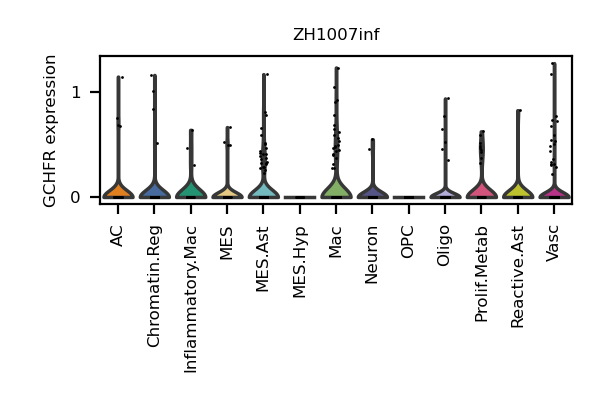 ZH1007inf
GCHFR expression
1
0
AC
Chromatin.Reg
Inflammatory.Mac
MES
MES.Ast
MES.Hyp
Mac
Neuron
OPC
Oligo
Prolif.Metab
Reactive.Ast
Vasc